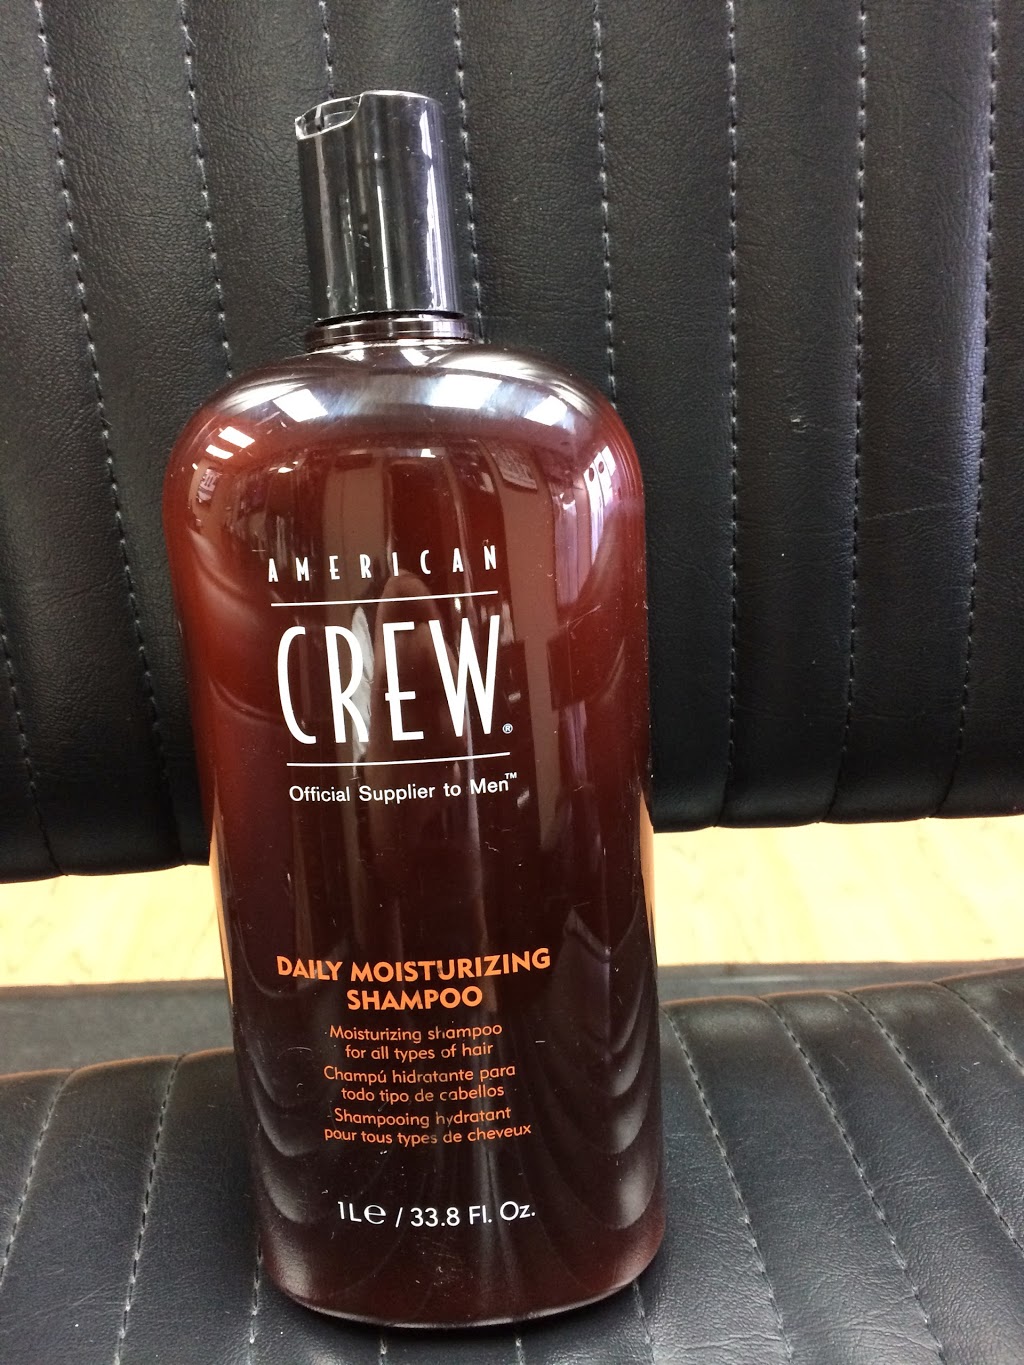 AMERICAN
CREW®
Official Supplier to Men™
DAILY MOISTURIZING
SHAMPOO
Moisturizing shampoo
for all types of hair
Champú hidratante para
todo tipo de cabellos
Shampooing hydratant
pour tous types de cheveux
1L℮ / 33.8 Fl. Oz.